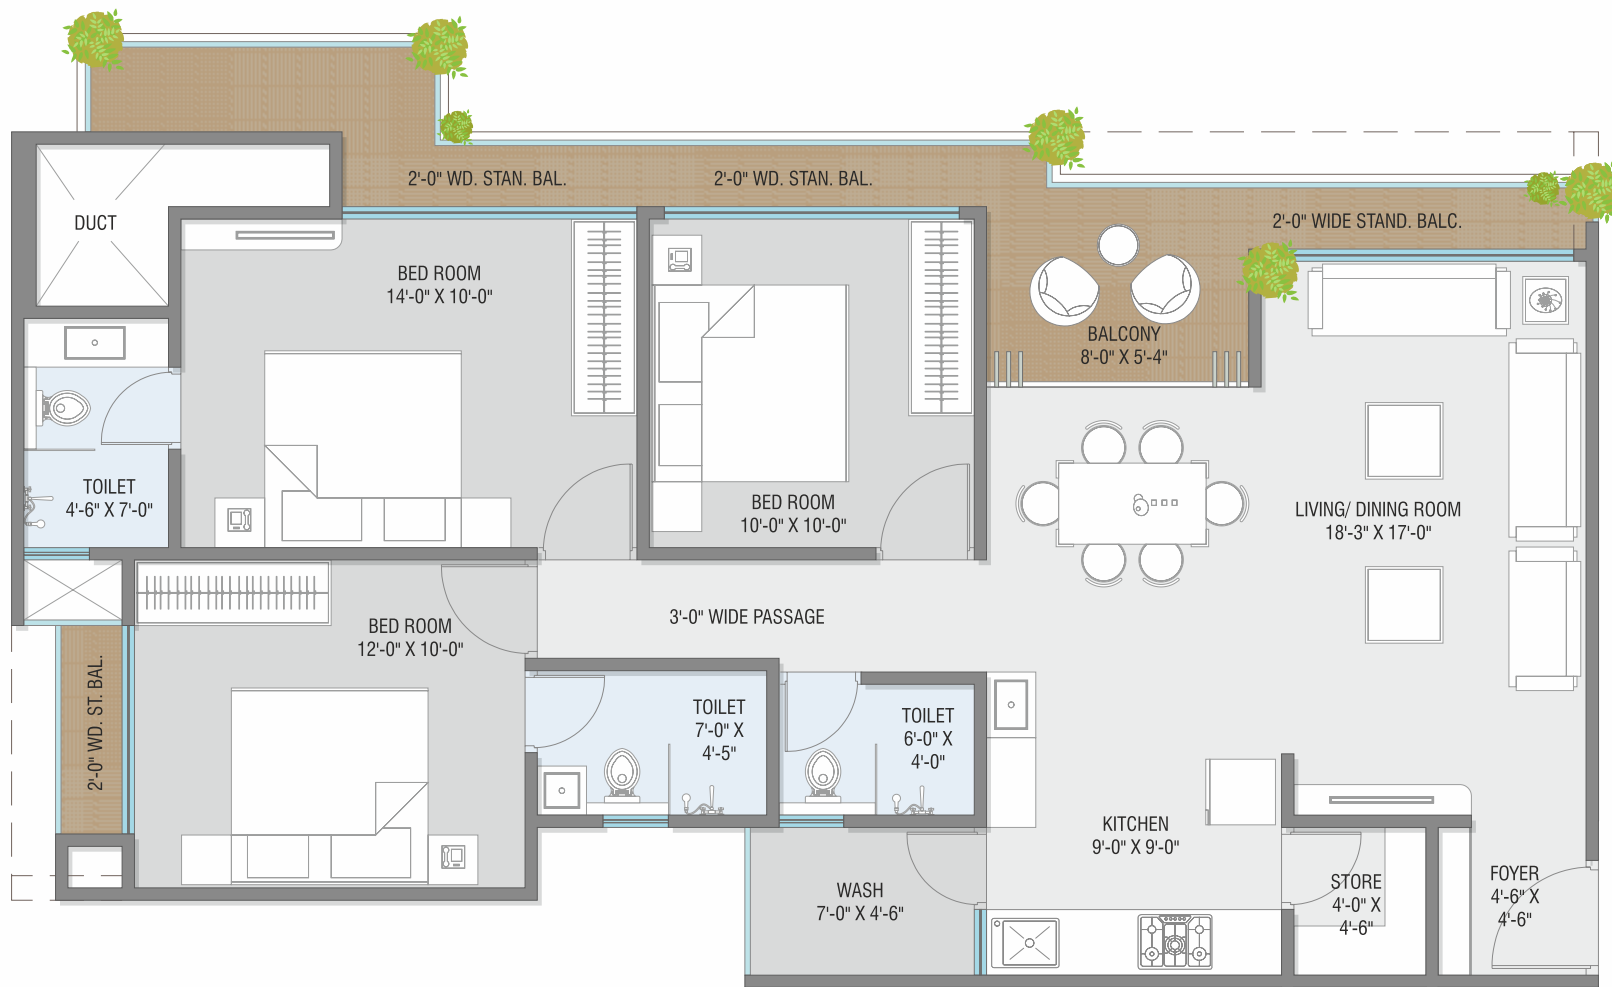 2'-0" WD. STAN. BAL.
2'-0" WD. STAN. BAL.
2'-0" WIDE STAND. BALC.
DUCT
BED ROOM
14'-0" X 10'-0"
BALCONY
8'-0" X 5'-4"
TOILET
4'-6" X 7'-0"
BED ROOM
10'-0" X 10'-0"
LIVING/ DINING ROOM
18'-3" X 17'-0"
3'-0" WIDE PASSAGE
BED ROOM
12'-0" X 10'-0"
2'-0" WD. ST. BAL.
TOILET
7'-0" X
4'-5"
TOILET
6'-0" X
4'-0"
KITCHEN
9'-0" X 9'-0"
WASH
7'-0" X 4'-6"
STORE
4'-0" X
4'-6"
FOYER
4'-6" X
4'-6"